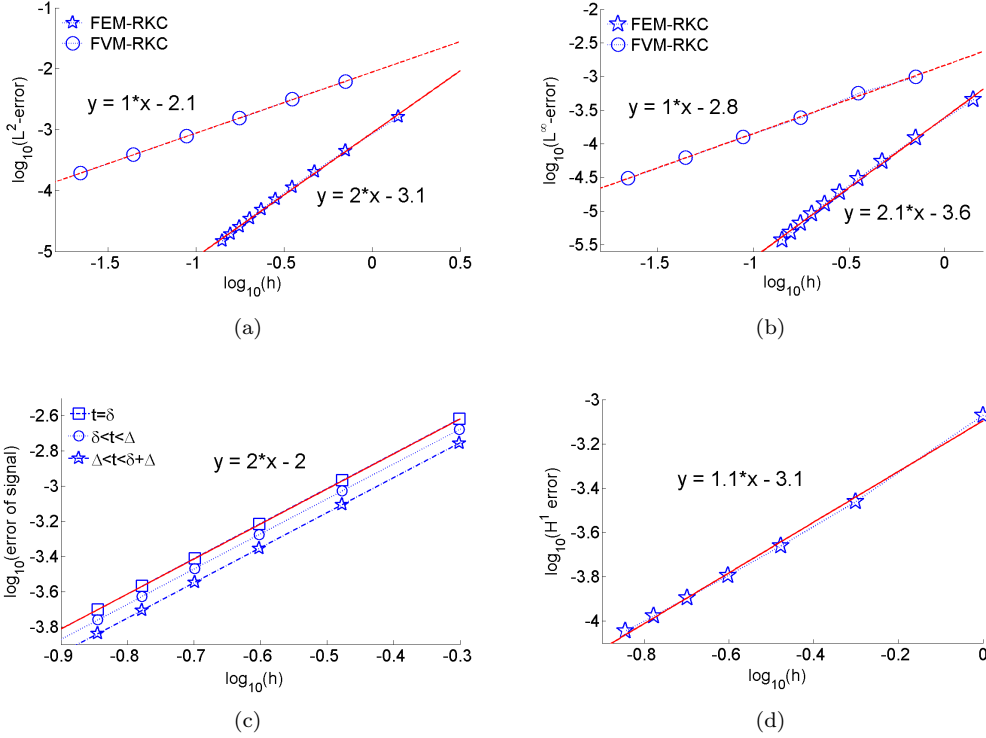 FEM-RKC
FVM-RKC
y = 1*x - 2.1
y = 2*x - 3.1
-1
-2
-3
-4
-5
-1.5 -1 -0.5 0 0.5
log10(L2-error)
log10(h)
(a)
FEM-RKC
FVM-RKC
y = 1*x - 2.8
y = 2.1*x - 3.6
-2
-2.5
-3
-3.5
-4
-4.5
-5
-5.5
-1.5 -1 -0.5 0
log10(L∞-error)
log10(h)
(b)
t=δ
δ<t<Δ
Δ<t<δ+Δ
y = 2*x - 2
-2.6
-2.8
-3
-3.2
-3.4
-3.6
-3.8
-0.9 -0.8 -0.7 -0.6 -0.5 -0.4 -0.3
log10(error of signal)
log10(h)
(c)
y = 1.1*x - 3.1
-3
-3.2
-3.4
-3.6
-3.8
-4
-0.8 -0.6 -0.4 -0.2 0
log10(H1 error)
log10(h)
(d)